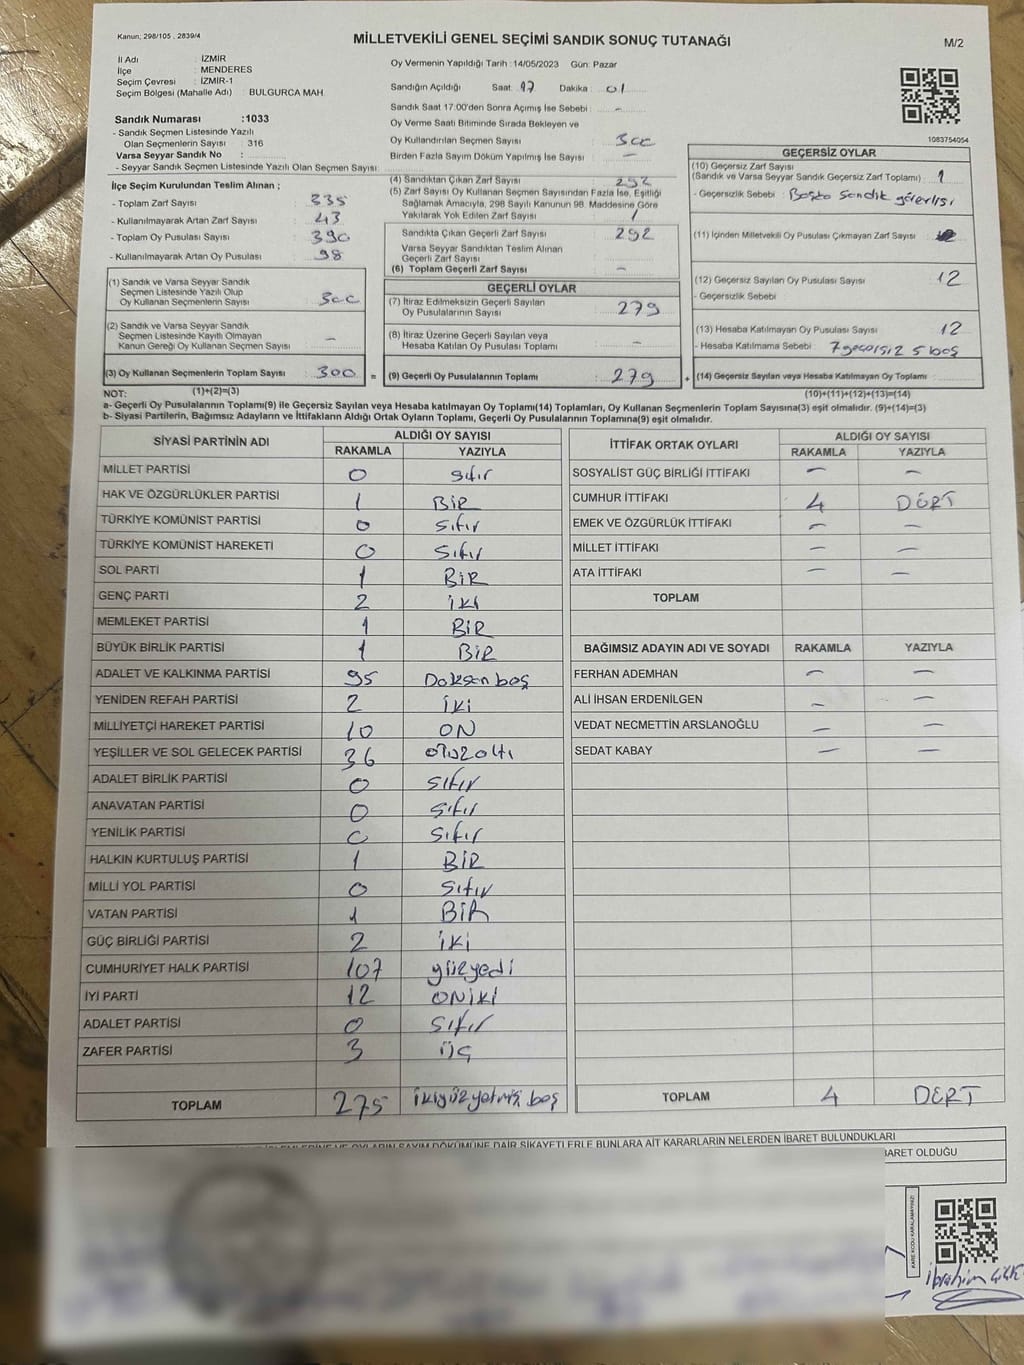 Kanun; 298/105 , 2839/4
MİLLETVEKİLİ GENEL SEÇİMİ SANDIK SONUÇ TUTANAĞI
M/2
İl Adı : İZMİR
İlçe : MENDERES
Seçim Çevresi : İZMİR-1
Seçim Bölgesi (Mahalle Adı) : BULGURCA MAH.
Sandık Numarası :1033
- Sandık Seçmen Listesinde Yazılı
Olan Seçmenlerin Sayısı : 316
Varsa Seyyar Sandık No :
- Seyyar Sandık Seçmen Listesinde Yazılı Olan Seçmen Sayısı :
Oy Vermenin Yapıldığı Tarih :14/05/2023 Gün: Pazar
Sandığın Açıldığı Saat: 17 Dakika : 01
Sandık Saat 17:00'den Sonra Açımış İse Sebebi : -
Oy Verme Saati Bitiminde Sırada Bekleyen ve
Oy Kullandırılan Seçmen Sayısı : 300
Birden Fazla Sayım Döküm Yapılmış İse Sayısı : -
1083754054
İlçe Seçim Kurulundan Teslim Alınan ;
- Toplam Zarf Sayısı : 335
- Kullanılmayarak Artan Zarf Sayısı : 43
- Toplam Oy Pusulası Sayısı : 390
- Kullanılmayarak Artan Oy Pusulası : 98
(4) Sandıktan Çıkan Zarf Sayısı : 292
(5) Zarf Sayısı Oy Kullanan Seçmen Sayısından Fazla İse, Eşitliği
Sağlamak Amacıyla, 298 Sayılı Kanunun 98. Maddesine Göre
Yakılarak Yok Edilen Zarf Sayısı : /
Sandıkta Çıkan Geçerli Zarf Sayısı : 292
Varsa Seyyar Sandıktan Teslim Alınan
Geçerli Zarf Sayısı :
(6) Toplam Geçerli Zarf Sayısı : -
GEÇERSİZ OYLAR
(10) Geçersiz Zarf Sayısı
(Sandık ve Varsa Seyyar Sandık Geçersiz Zarf Toplamı) : 1
- Geçersizlik Sebebi : Başka sandık görevlisi
(11) İçinden Milletvekili Oy Pusulası Çıkmayan Zarf Sayısı :
(12) Geçersiz Sayılan Oy Pusulası Sayısı : 12
- Geçersizlik Sebebi :
(13) Hesaba Katılmayan Oy Pusulası Sayısı : 12
- Hesaba Katılmama Sebebi : 7 geçersiz 5 boş
(14) Geçersiz Sayılan veya Hesaba Katılmayan Oy Toplamı :
(10)+(11)+(12)+(13)=(14)
(1) Sandık ve Varsa Seyyar Sandık
Seçmen Listesinde Yazılı Olup
Oy Kullanan Seçmenlerin Sayısı : 300
(2) Sandık ve Varsa Seyyar Sandık
Seçmen Listesinde Kayıtlı Olmayan
Kanun Gereği Oy Kullanan Seçmen Sayısı : -
(3) Oy Kullanan Seçmenlerin Toplam Sayısı : 300 =
(1)+(2)=(3)
GEÇERLİ OYLAR
(7) İtiraz Edilmeksizin Geçerli Sayılan
Oy Pusulalarının Sayısı : 279
(8) İtiraz Üzerine Geçerli Sayılan veya
Hesaba Katılan Oy Pusulası Toplamı : -
(9) Geçerli Oy Pusulalarının Toplamı : 279 +
NOT:
a- Geçerli Oy Pusulalarının Toplamı(9) ile Geçersiz Sayılan veya Hesaba katılmayan Oy Toplamı(14) Toplamları, Oy Kullanan Seçmenlerin Toplam Sayısına(3) eşit olmalıdır. (9)+(14)=(3)
b- Siyasi Partilerin, Bağımsız Adayların ve İttifakların Aldığı Ortak Oyların Toplamı, Geçerli Oy Pusulalarının Toplamına(9) eşit olmalıdır.
SİYASİ PARTİNİN ADI ALDIĞI OY SAYISI
RAKAMLA YAZIYLA
MİLLET PARTİSİ 0 sıfır
HAK VE ÖZGÜRLÜKLER PARTİSİ 1 BİR
TÜRKİYE KOMÜNİST PARTİSİ 0 sıfır
TÜRKİYE KOMÜNİST HAREKETİ 0 sıfır
SOL PARTİ 1 BİR
GENÇ PARTİ 2 iki
MEMLEKET PARTİSİ 1 BİR
BÜYÜK BİRLİK PARTİSİ 1 BİR
ADALET VE KALKINMA PARTİSİ 95 Doksan beş
YENİDEN REFAH PARTİSİ 2 iki
MİLLİYETÇİ HAREKET PARTİSİ 10 ON
YEŞİLLER VE SOL GELECEK PARTİSİ 36 otuzaltı
ADALET BİRLİK PARTİSİ 0 sıfır
ANAVATAN PARTİSİ 0 sıfır
YENİLİK PARTİSİ 0 sıfır
HALKIN KURTULUŞ PARTİSİ 1 BİR
MİLLİ YOL PARTİSİ 0 sıfır
VATAN PARTİSİ 1 BİR
GÜÇ BİRLİĞİ PARTİSİ 2 iki
CUMHURİYET HALK PARTİSİ 107 yüzyedi
İYİ PARTİ 12 ONiKi
ADALET PARTİSİ 0 sıfır
ZAFER PARTİSİ 3 üç
TOPLAM 275 ikiyüzyetmiş beş
İTTİFAK ORTAK OYLARI ALDIĞI OY SAYISI
RAKAMLA YAZIYLA
SOSYALİST GÜÇ BİRLİĞİ İTTİFAKI - -
CUMHUR İTTİFAKI 4 DÖRT
EMEK VE ÖZGÜRLÜK İTTİFAKI - -
MİLLET İTTİFAKI - -
ATA İTTİFAKI - -
TOPLAM
BAĞIMSIZ ADAYIN ADI VE SOYADI RAKAMLA YAZIYLA
FERHAN ADEMHAN - -
ALİ İHSAN ERDENİLGEN - -
VEDAT NECMETTİN ARSLANOĞLU - -
SEDAT KABAY - -
TOPLAM 4 DÖRT
İŞLEMLERİNE VE OYLARIN SAYIM DÖKÜMÜNE DAİR ŞİKAYETLERLE BUNLARA AİT KARARLARIN NELERDEN İBARET BULUNDUKLARI
BARET OLDUĞU
KARE KODU KARALAMAYINIZ!
İbrahim